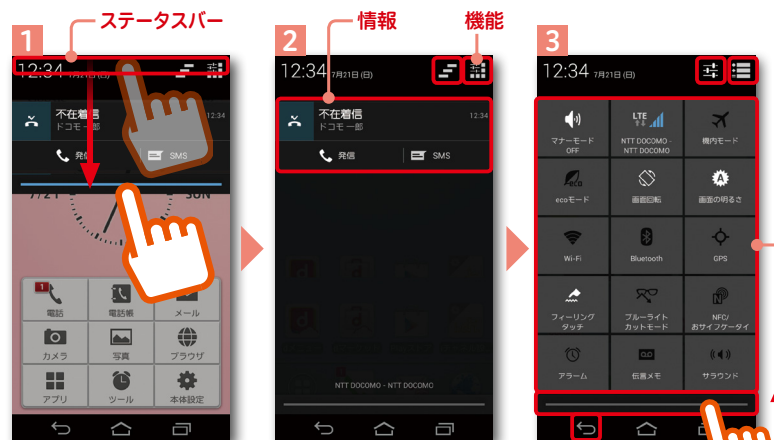 ステータスバー
情報
機能
1
12:34 7月21日(日)
不在着信
ドコモ 一郎
12:34
発信
SMS
7/21
SUN
1
電話
電話帳
メール
カメラ
写真
ブラウザ
アプリ
ツール
本体設定
2
12:34 7月21日(日)
不在着信
ドコモ 一郎
12:34
発信
SMS
NTT DOCOMO - NTT DOCOMO
3
12:34 7月21日(日)
マナーモード
OFF
LTE
NTT DOCOMO -
NTT DOCOMO
機内モード
eco
ecoモード
画面回転
A
画面の明るさ
Wi-Fi
Bluetooth
GPS
フィーリング
タッチ
ブルーライト
カットモード
NFC/
おサイフケータイ
アラーム
伝言メモ
サラウンド